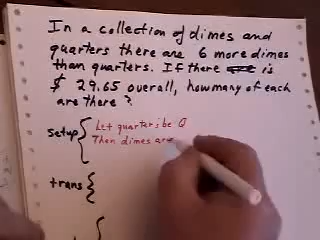 In a collection of dimes and
quarters there are 6 more dimes
than quarters. If there is
$ 29.65 overall, how many of each
are there?
setup { Let quarters be Q
Then dimes are
trans {